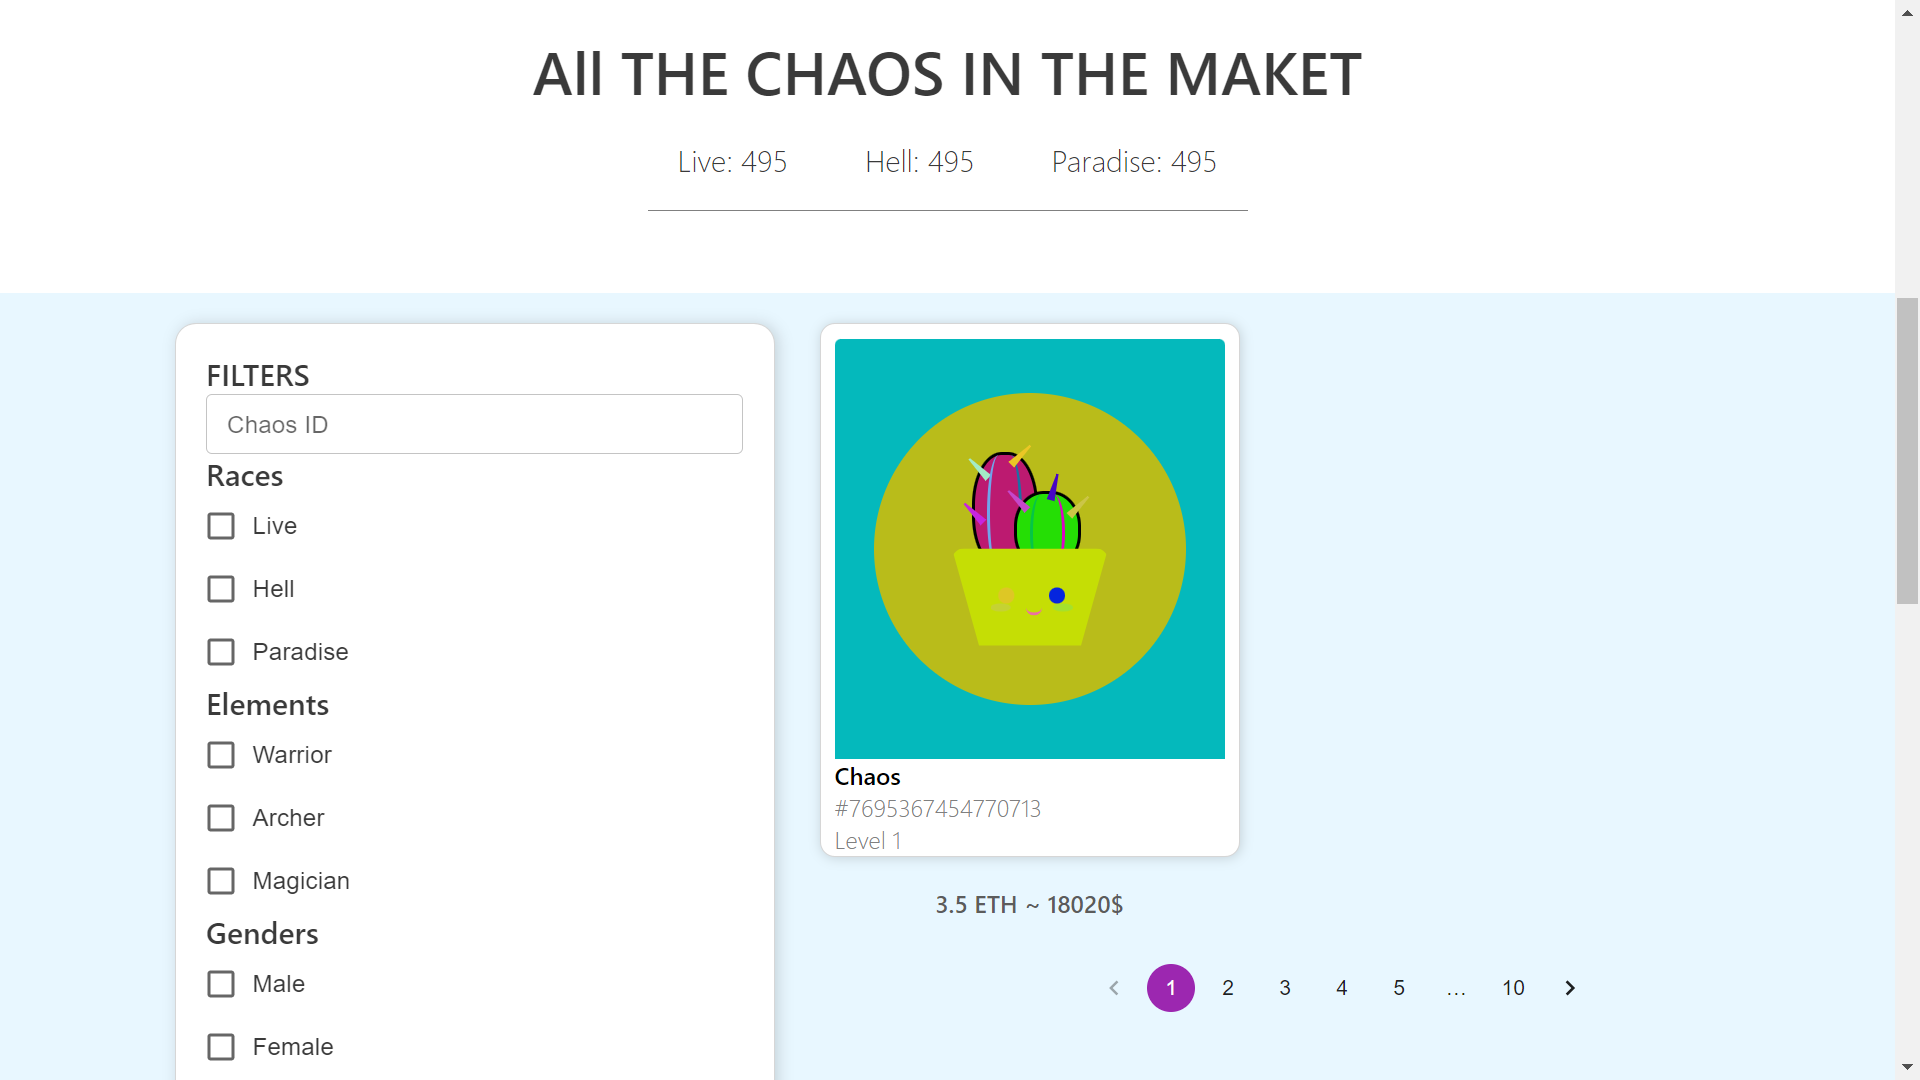 All THE CHAOS IN THE MAKET
Live: 495 Hell: 495 Paradise: 495
FILTERS
Chaos ID
Races
Live
Hell
Paradise
Elements
Warrior
Archer
Magician
Genders
Male
Female
Chaos
#7695367454770713
Level 1
3.5 ETH ~ 18020$
1 2 3 4 5 … 10